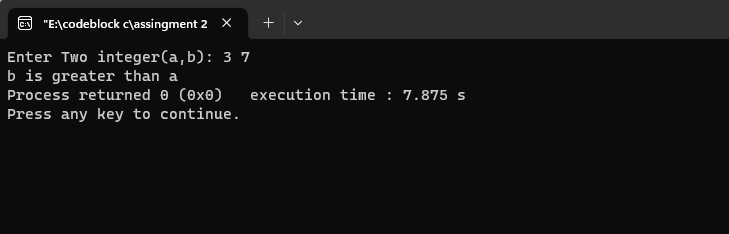 "E:\codeblock c\assingment 2
Enter Two integer(a,b): 3 7
b is greater than a
Process returned 0 (0x0)   execution time : 7.875 s
Press any key to continue.